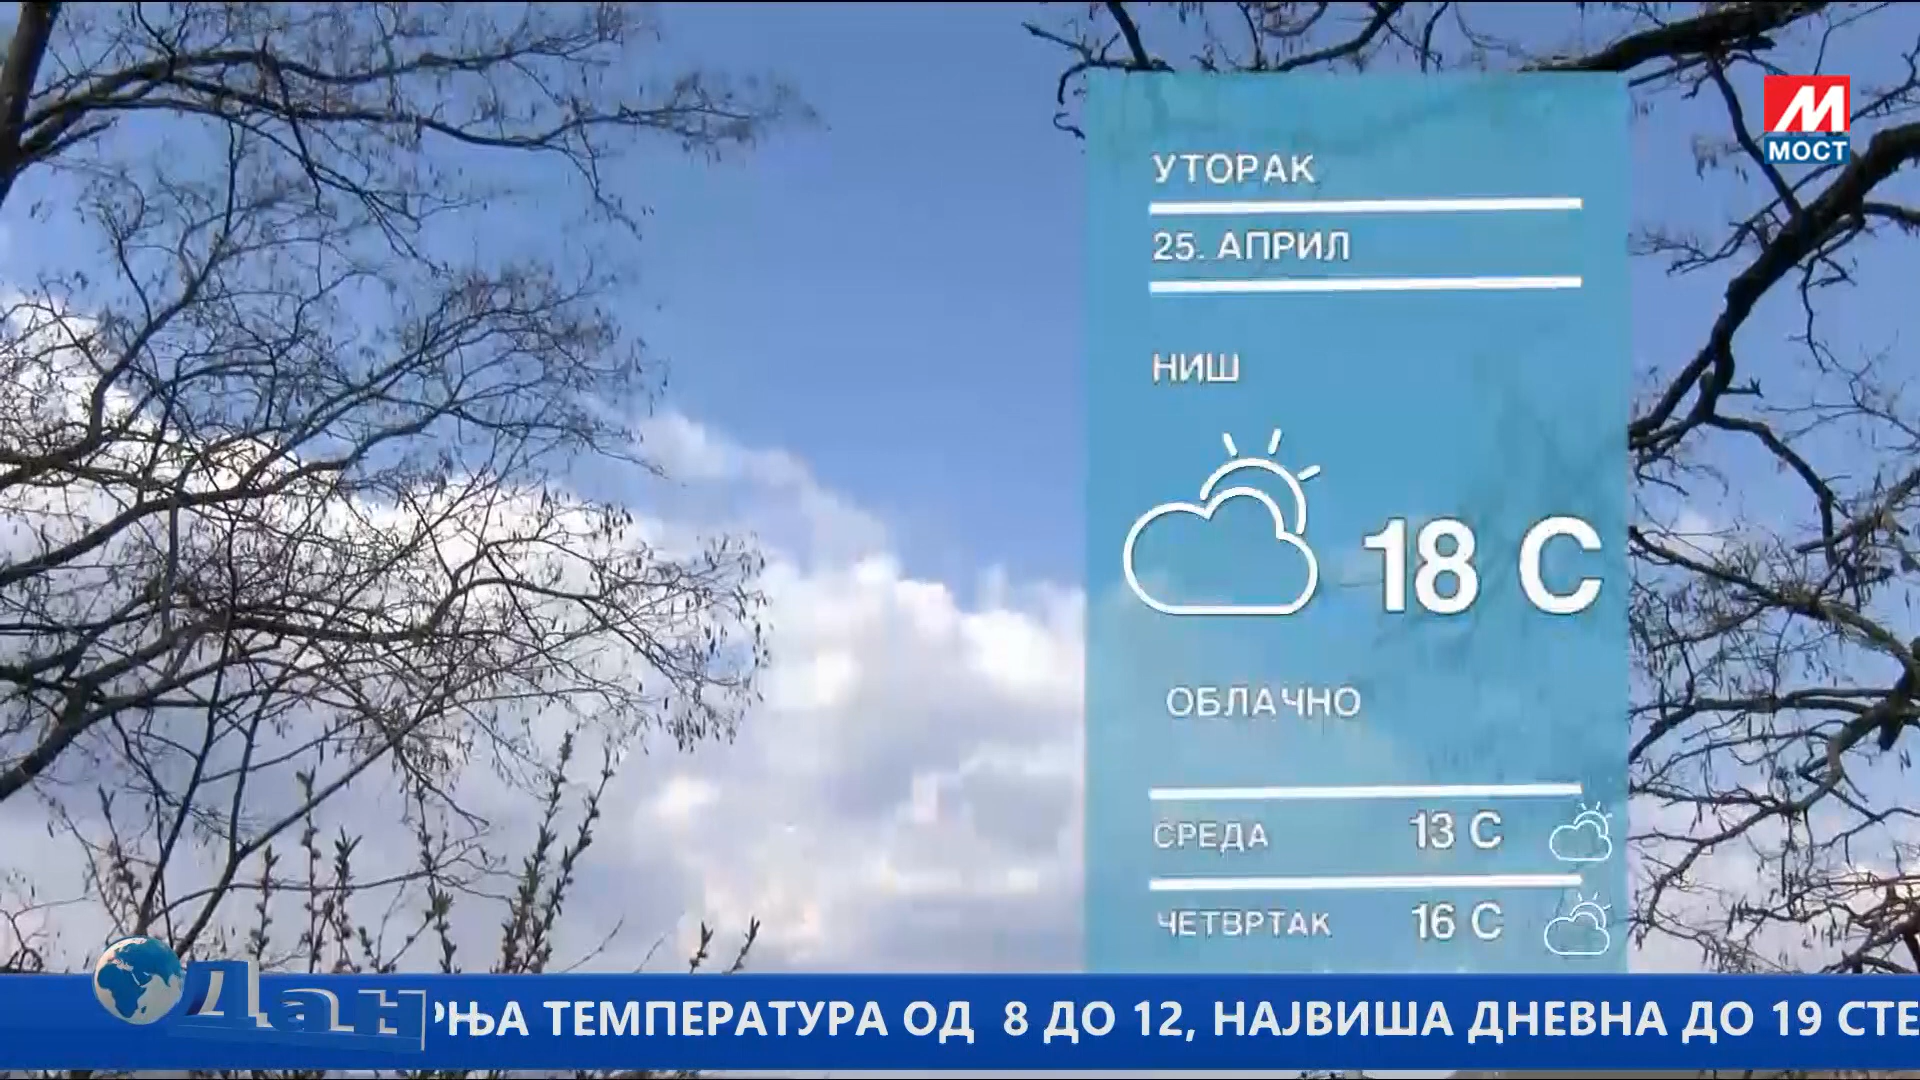 М
МОСТ
УТОРАК
25. АПРИЛ
НИШ
18 C
ОБЛАЧНО
СРЕДА 13 C
ЧЕТВРТАК 16 C
Дан
РЊА ТЕМПЕРАТУРА ОД 8 ДО 12, НАЈВИША ДНЕВНА ДО 19 СТЕ